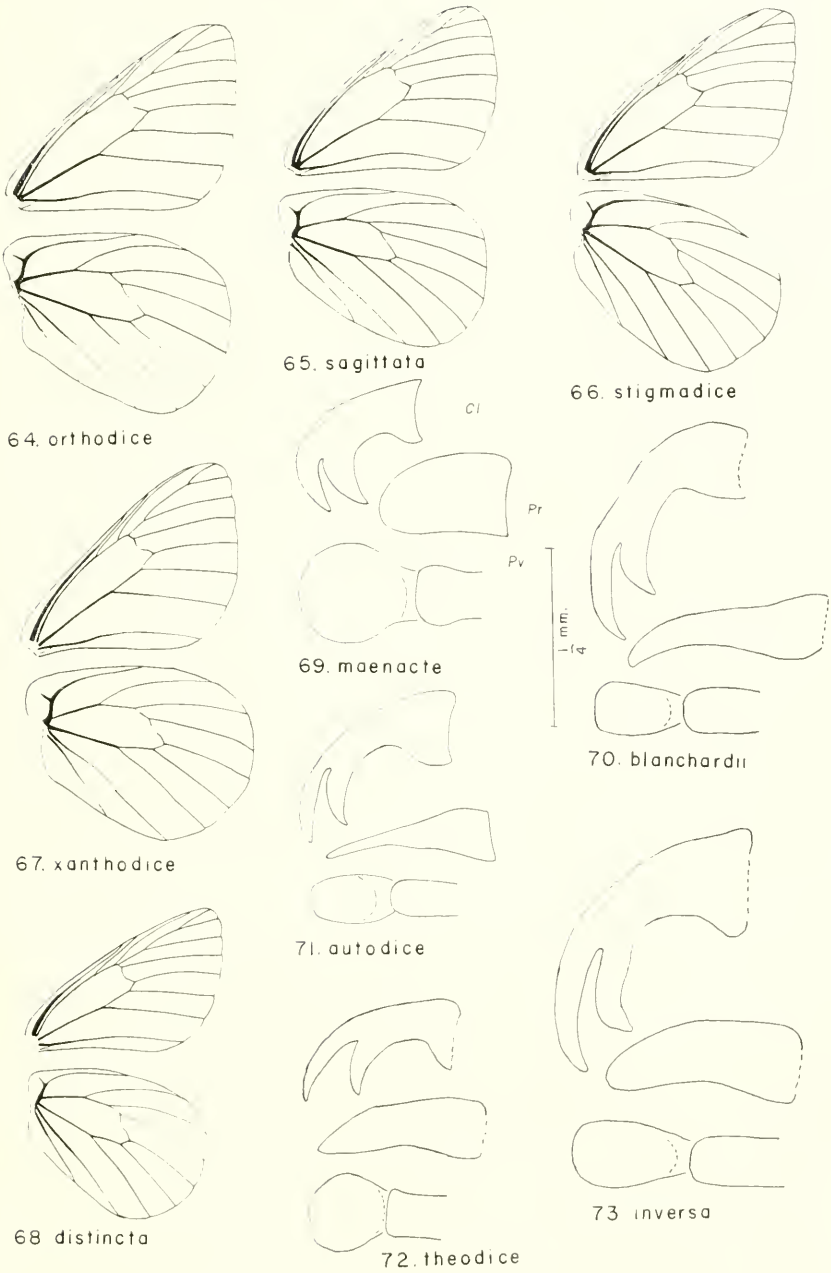 65. sagittata
66. stigmadice
64. orthodice
Cl
Pr
Pv
1/4 mm.
69. maenacte
70. blanchardii
67. xanthodice
71. autodice
73 inversa
68 distincta
72. theodice